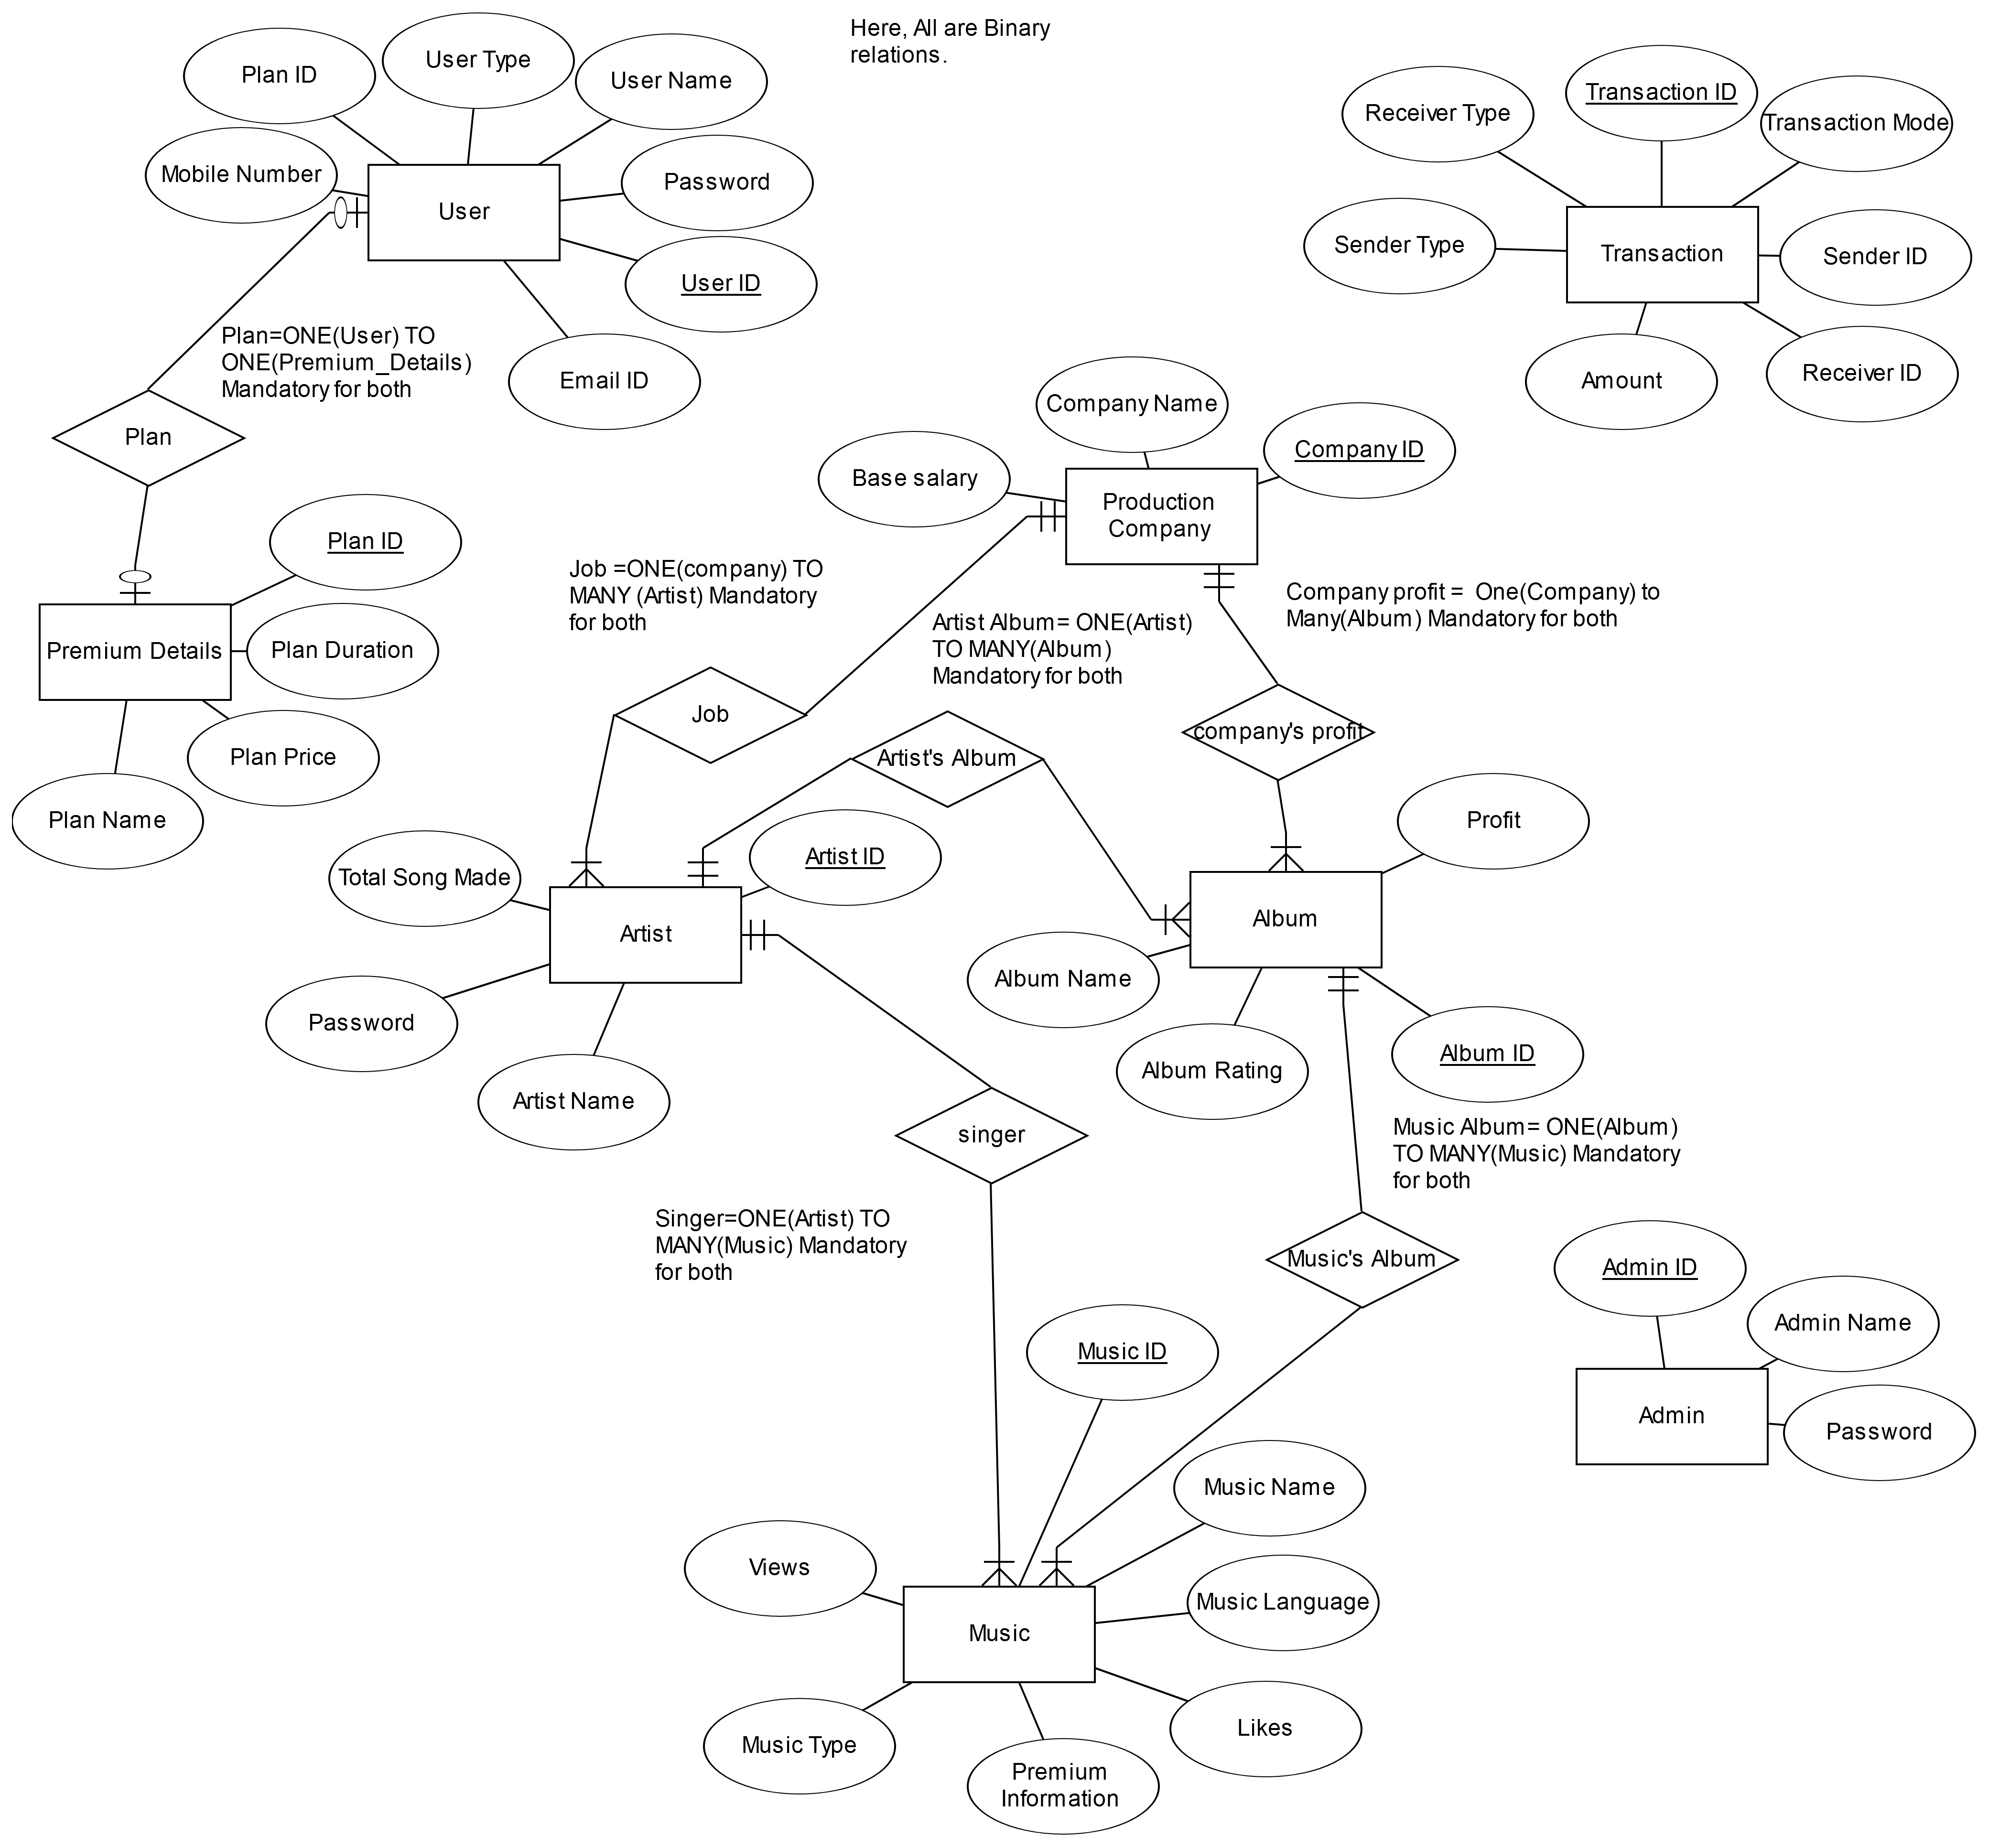 Here, All are Binary
relations.
Plan ID
User Type
User Name
Mobile Number
Password
User
User ID
Email ID
Receiver Type
Transaction ID
Transaction Mode
Sender Type
Transaction
Sender ID
Amount
Receiver ID
Plan=ONE(User) TO
ONE(Premium_Details)
Mandatory for both
Plan
Plan ID
Premium Details
Plan Duration
Plan Price
Plan Name
Company Name
Company ID
Base salary
Production
Company
Job =ONE(company) TO
MANY (Artist) Mandatory
for both
Artist Album= ONE(Artist)
TO MANY(Album)
Mandatory for both
Company profit =  One(Company) to
Many(Album) Mandatory for both
Job
Artist's Album
company's profit
Total Song Made
Artist ID
Artist
Password
Artist Name
Profit
Album
Album Name
Album Rating
Album ID
singer
Music Album= ONE(Album)
TO MANY(Music) Mandatory
for both
Singer=ONE(Artist) TO
MANY(Music) Mandatory
for both
Music's Album
Admin ID
Admin Name
Admin
Password
Music ID
Music Name
Views
Music Language
Music
Music Type
Premium
Information
Likes